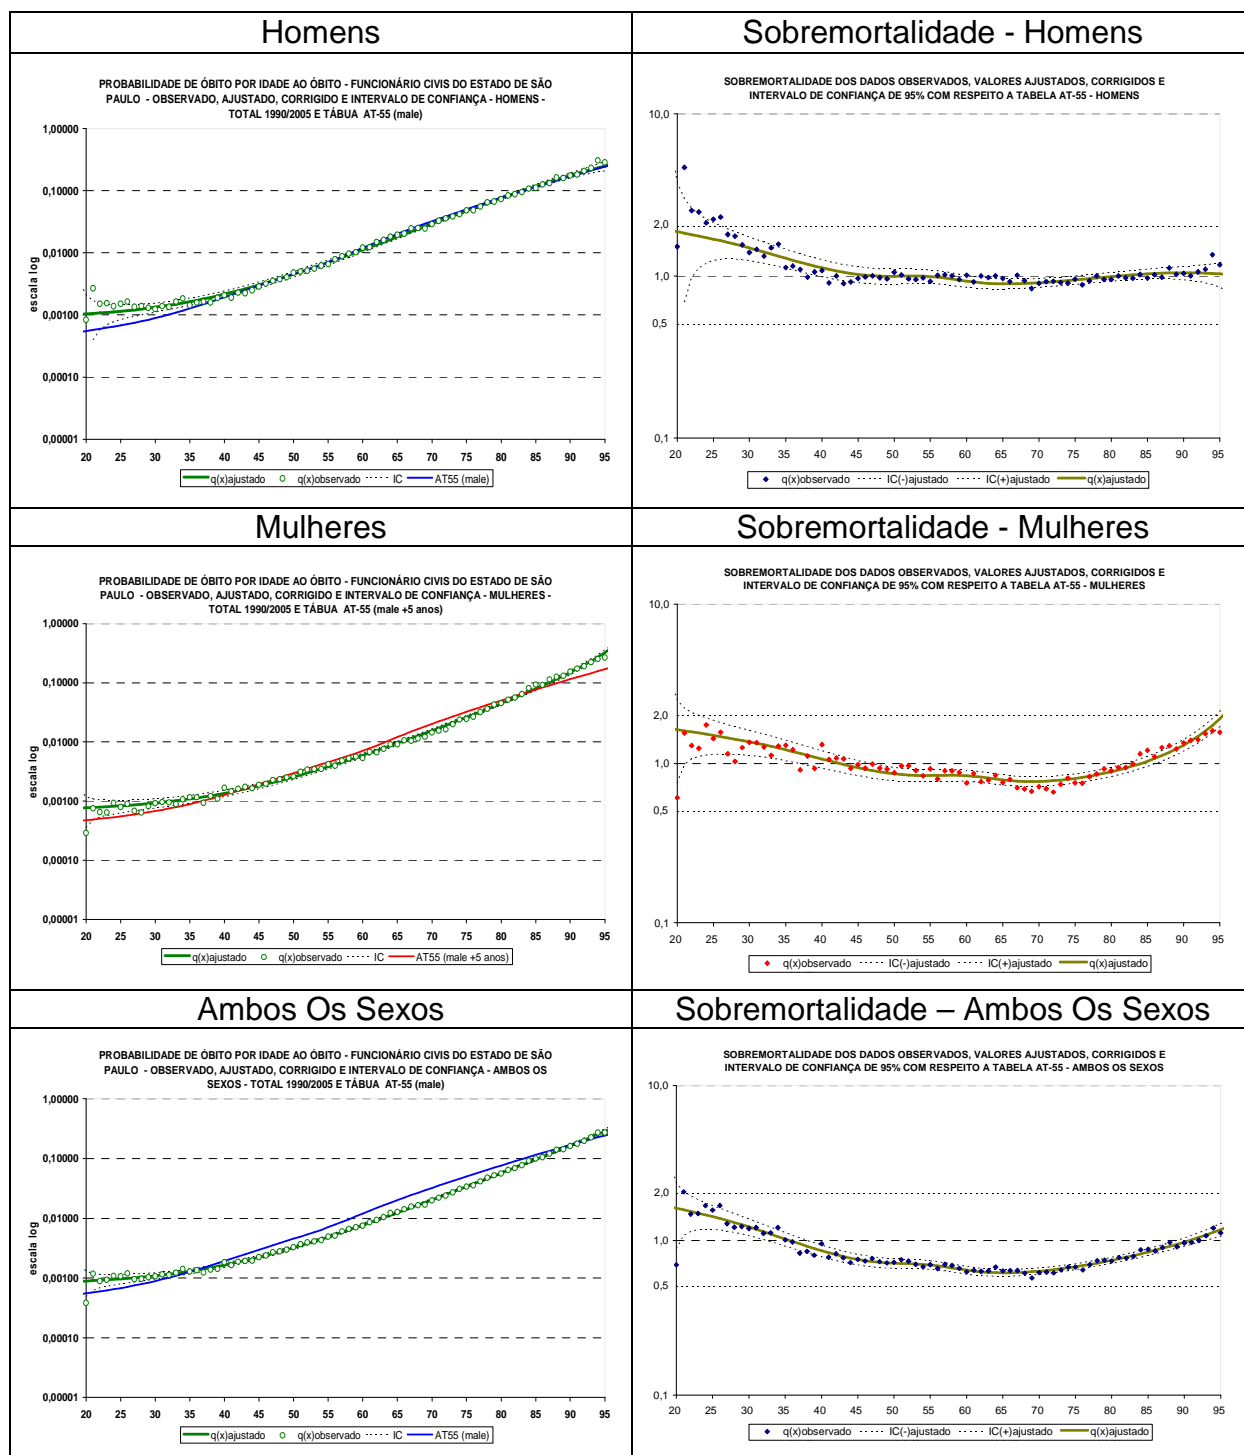 Homens
Sobremortalidade - Homens
PROBABILIDADE DE ÓBITO POR IDADE AO ÓBITO - FUNCIONÁRIO CIVIS DO ESTADO DE SÃO
PAULO - OBSERVADO, AJUSTADO, CORRIGIDO E INTERVALO DE CONFIANÇA - HOMENS -
TOTAL 1990/2005 E TÁBUA AT-55 (male)
1,00000
0,10000
0,01000
0,00100
0,00010
0,00001
escala log
20 25 30 35 40 45 50 55 60 65 70 75 80 85 90 95
q(x)ajustado q(x)observado IC AT55 (male)
SOBREMORTALIDADE DOS DADOS OBSERVADOS, VALORES AJUSTADOS, CORRIGIDOS E
INTERVALO DE CONFIANÇA DE 95% COM RESPEITO A TABELA AT-55 - HOMENS
10,0
2,0
1,0
0,5
0,1
20 25 30 35 40 45 50 55 60 65 70 75 80 85 90 95
q(x)observado IC(-)ajustado IC(+)ajustado q(x)ajustado
Mulheres
Sobremortalidade - Mulheres
PROBABILIDADE DE ÓBITO POR IDADE AO ÓBITO - FUNCIONÁRIO CIVIS DO ESTADO DE SÃO
PAULO - OBSERVADO, AJUSTADO, CORRIGIDO E INTERVALO DE CONFIANÇA - MULHERES -
TOTAL 1990/2005 E TÁBUA AT-55 (male +5 anos)
1,00000
0,10000
0,01000
0,00100
0,00010
0,00001
escala log
20 25 30 35 40 45 50 55 60 65 70 75 80 85 90 95
q(x)ajustado q(x)observado IC AT55 (male +5 anos)
SOBREMORTALIDADE DOS DADOS OBSERVADOS, VALORES AJUSTADOS, CORRIGIDOS E
INTERVALO DE CONFIANÇA DE 95% COM RESPEITO A TABELA AT-55 - MULHERES
10,0
2,0
1,0
0,5
0,1
20 25 30 35 40 45 50 55 60 65 70 75 80 85 90 95
q(x)observado IC(-)ajustado IC(+)ajustado q(x)ajustado
Ambos Os Sexos
Sobremortalidade – Ambos Os Sexos
PROBABILIDADE DE ÓBITO POR IDADE AO ÓBITO - FUNCIONÁRIO CIVIS DO ESTADO DE SÃO
PAULO - OBSERVADO, AJUSTADO, CORRIGIDO E INTERVALO DE CONFIANÇA - AMBOS OS
SEXOS - TOTAL 1990/2005 E TÁBUA AT-55 (male)
1,00000
0,10000
0,01000
0,00100
0,00010
0,00001
escala log
20 25 30 35 40 45 50 55 60 65 70 75 80 85 90 95
q(x)ajustado q(x)observado IC AT55 (male)
SOBREMORTALIDADE DOS DADOS OBSERVADOS, VALORES AJUSTADOS, CORRIGIDOS E
INTERVALO DE CONFIANÇA DE 95% COM RESPEITO A TABELA AT-55 - AMBOS OS SEXOS
10,0
2,0
1,0
0,5
0,1
20 25 30 35 40 45 50 55 60 65 70 75 80 85 90 95
q(x)observado IC(-)ajustado IC(+)ajustado q(x)ajustado